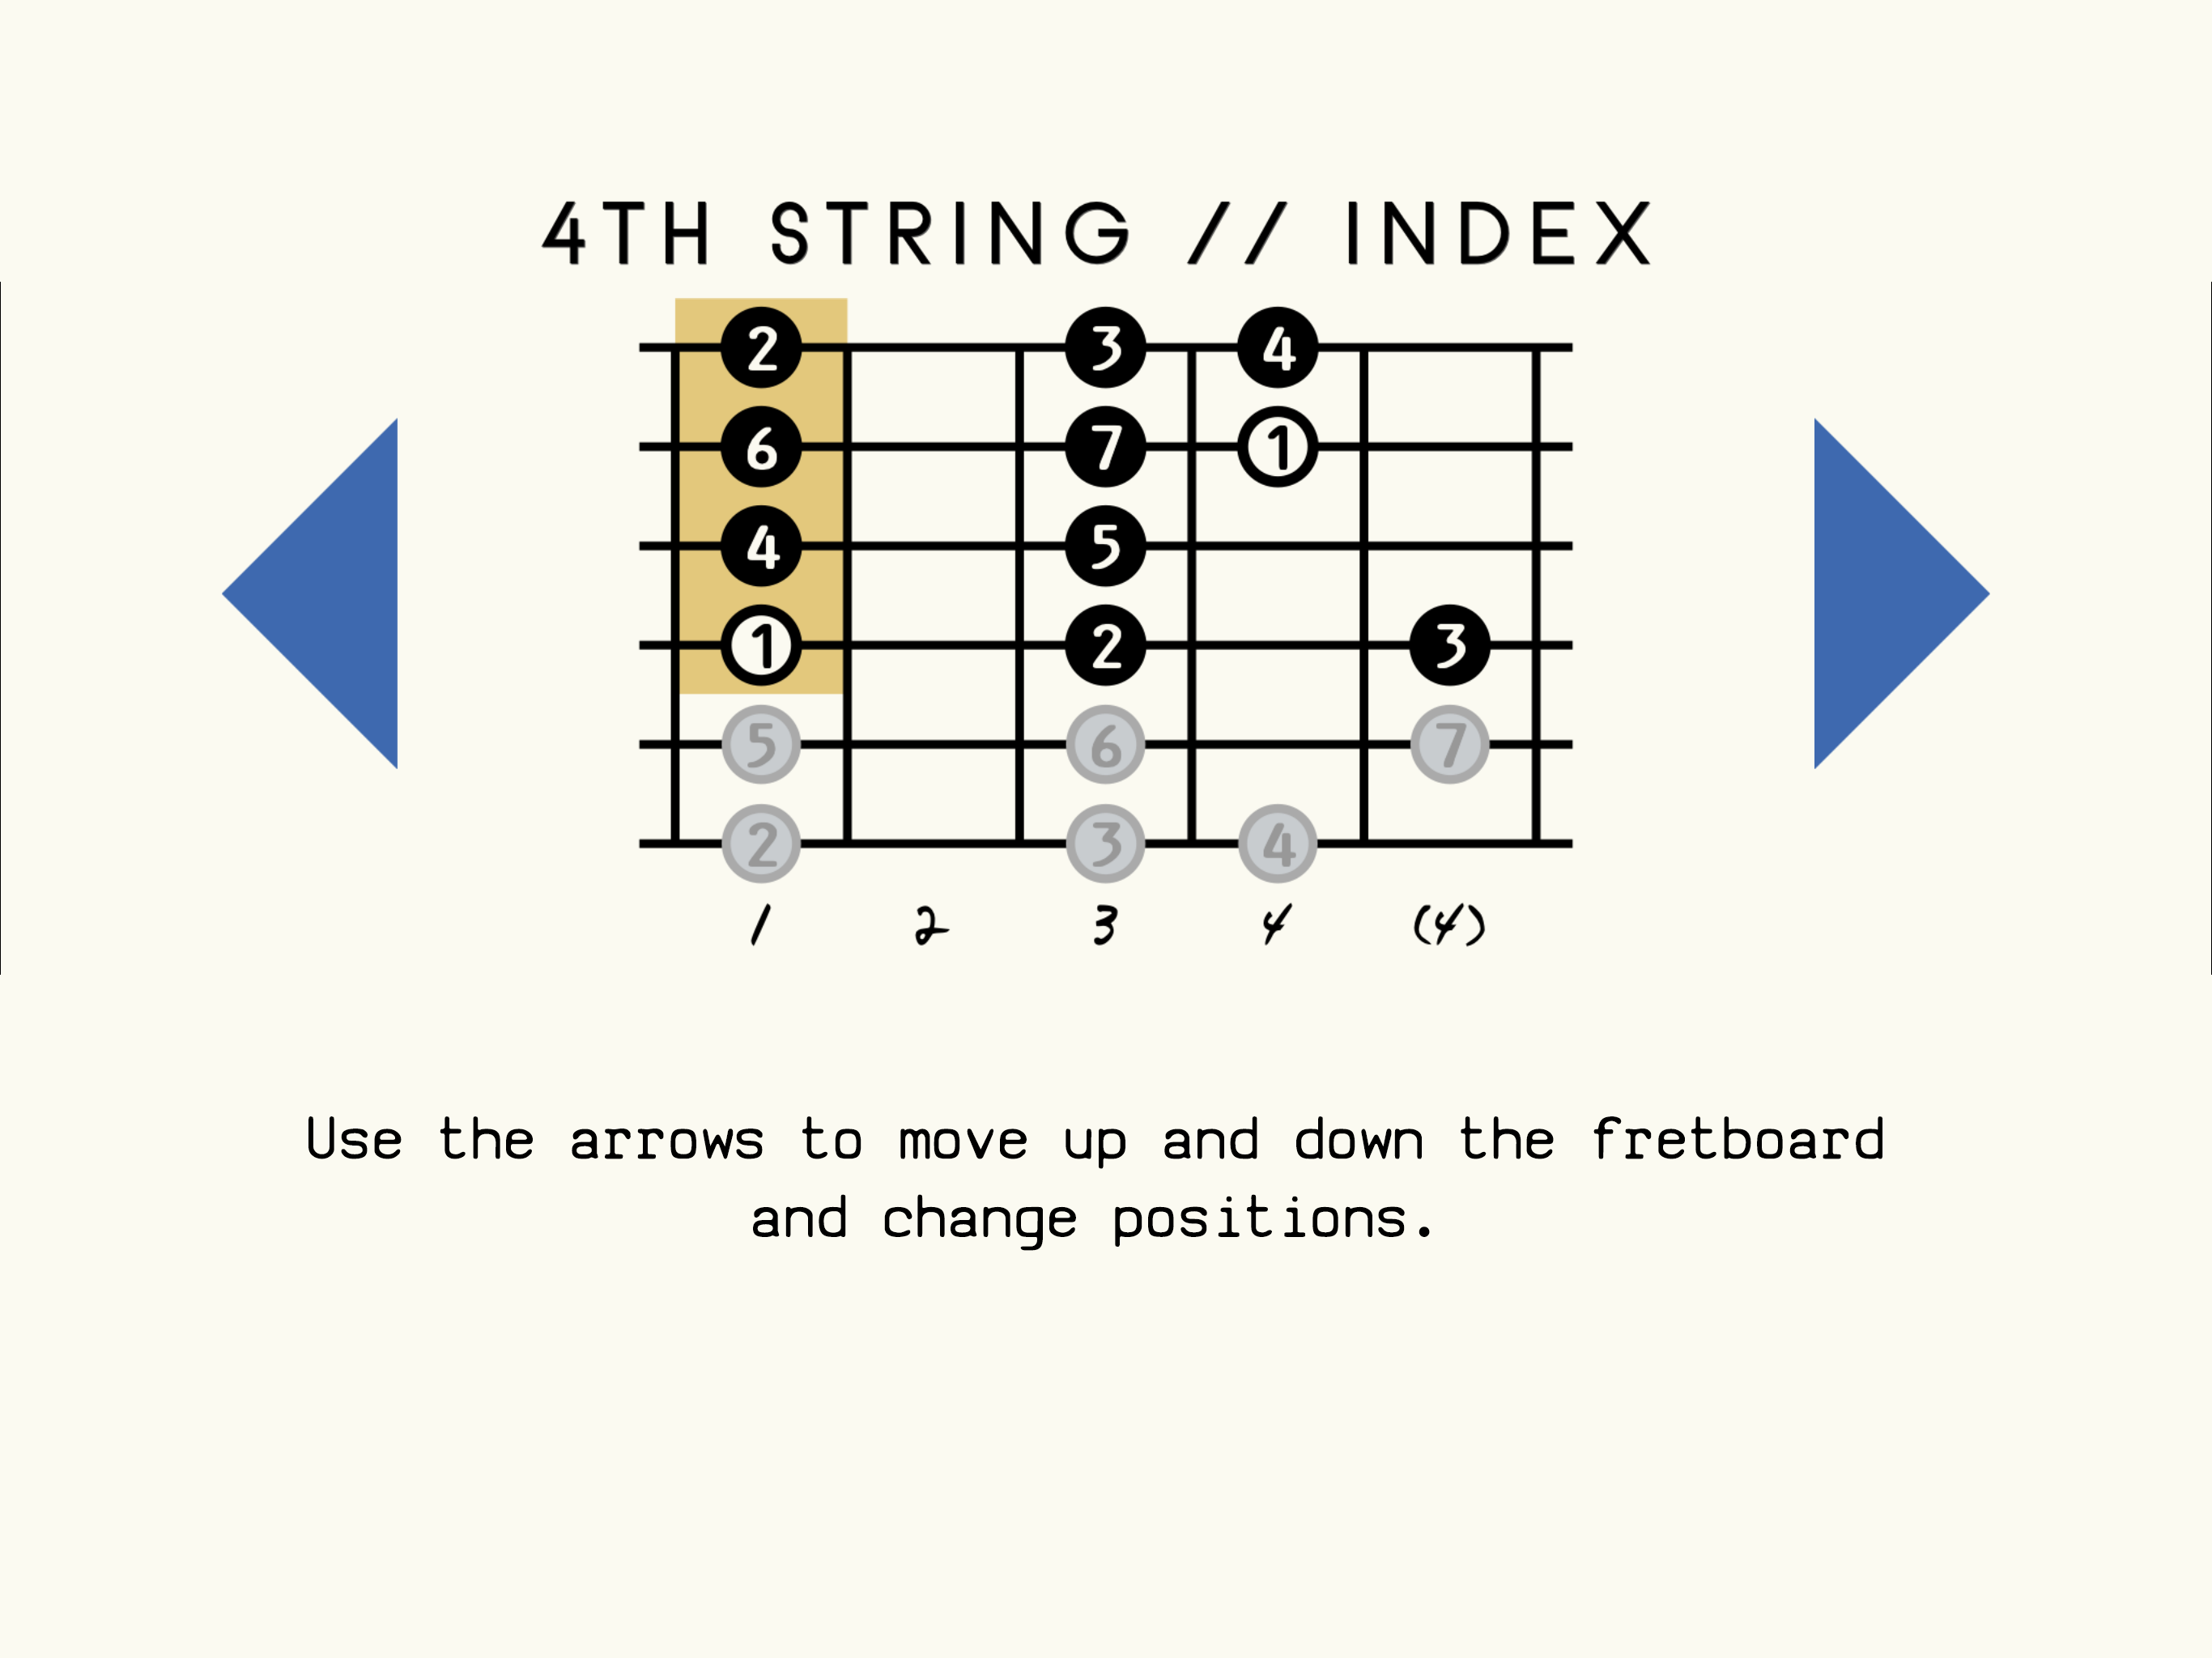 4TH STRING // INDEX
2 3 4
6 7 1
4 5
1 2 3
5 6 7
2 3 4
1 2 3 4 (4)
Use the arrows to move up and down the fretboard
and change positions.